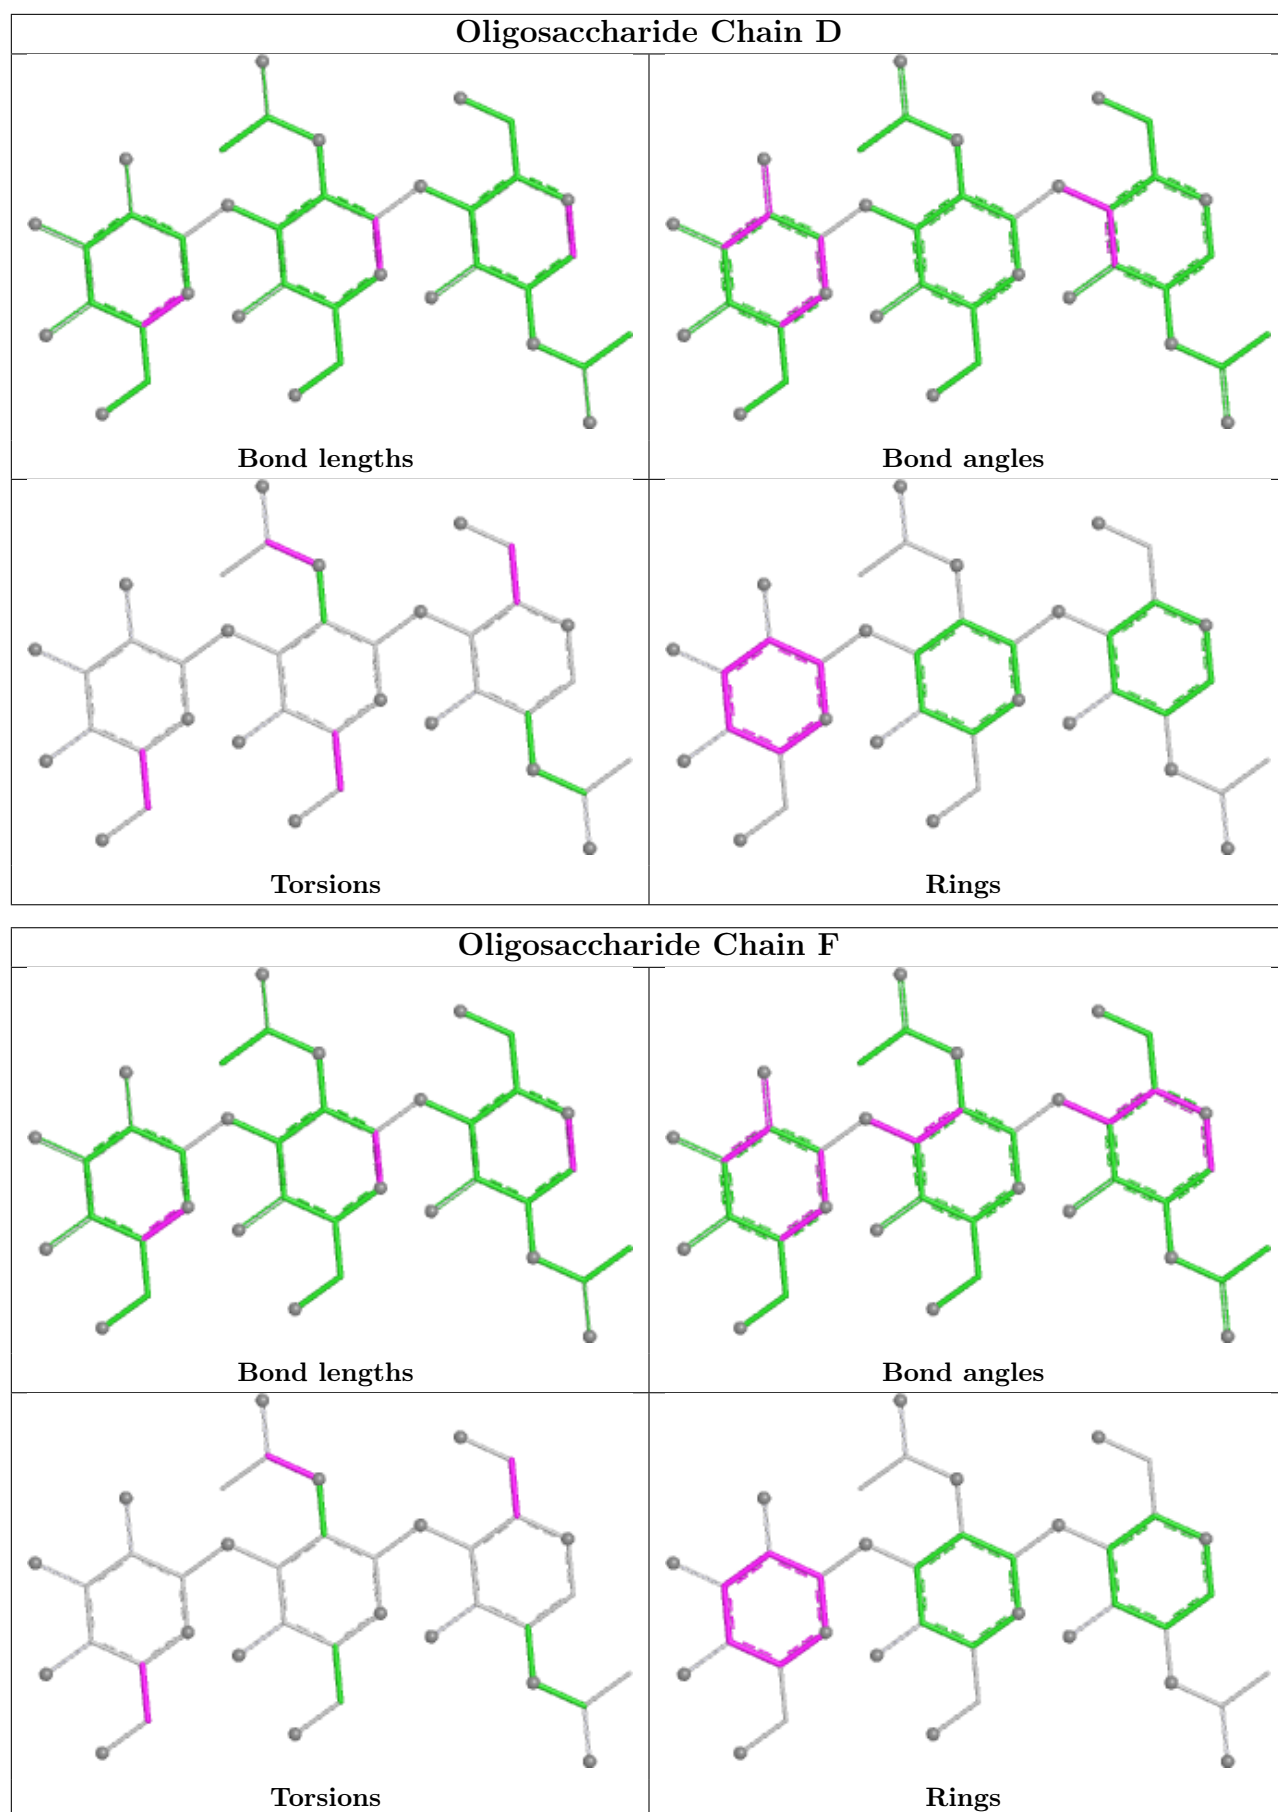 Oligosaccharide Chain D
Bond lengths
Bond angles
Torsions
Rings
Oligosaccharide Chain F
Bond lengths
Bond angles
Torsions
Rings